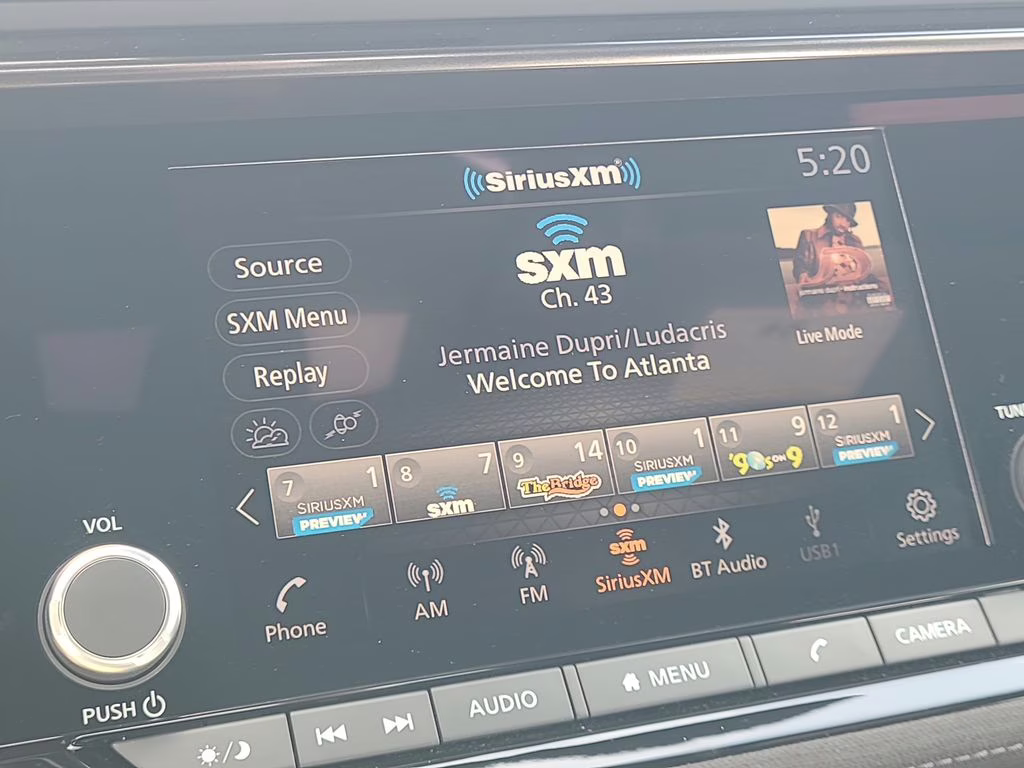 SiriusXM
5:20
sxm
Ch. 43
Source
SXM Menu
Replay
Jermaine Dupri/Ludacris
Welcome To Atlanta
Live Mode
7 1
SIRIUSXM
PREVIEW
8 7
sxm
9 14
The Bridge
10 1
SIRIUSXM
PREVIEW
11 9
'90s ON 9
12 1
SIRIUSXM
PREVIEW
VOL
PUSH
Phone
AM
FM
sxm
SiriusXM
BT Audio
USB1
Settings
AUDIO
MENU
CAMERA